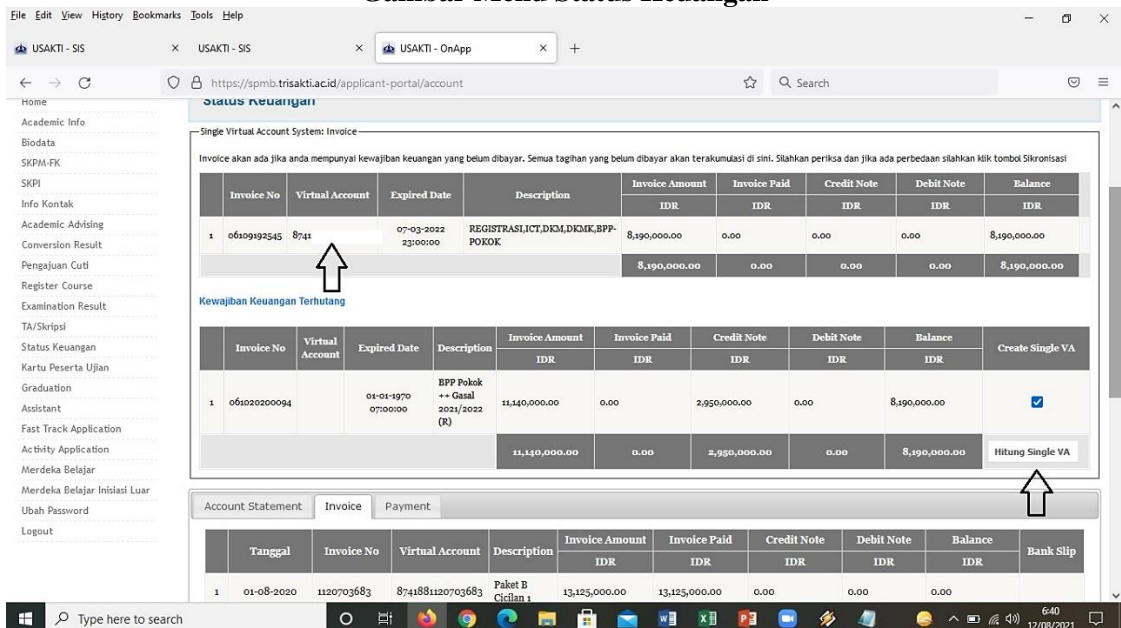 Gambar Menu Status Keuangan
File Edit View History Bookmarks Tools Help
USAKTI - SIS × USAKTI - SIS × USAKTI - OnApp × +
https://spmb.trisakti.ac.id/applicant-portal/account Search
Home
Academic Info
Biodata
SKPM-FK
SKPI
Info Kontak
Academic Advising
Conversion Result
Pengajuan Cuti
Register Course
Examination Result
TA/Skripsi
Status Keuangan
Kartu Peserta Ujian
Graduation
Assistant
Fast Track Application
Activity Application
Merdeka Belajar
Merdeka Belajar Inisiasi Luar
Ubah Password
Logout
Status Keuangan
Single Virtual Account System: Invoice
Invoice akan ada jika anda mempunyai kewajiban keuangan yang belum dibayar. Semua tagihan yang belum dibayar akan terakumulasi di sini. Silahkan periksa dan jika ada perbedaan silahkan klik tombol Sikronisasi
Invoice No Virtual Account Expired Date Description Invoice Amount Invoice Paid Credit Note Debit Note Balance
IDR IDR IDR IDR IDR
1 06109192545 8741 07-03-2022 23:00:00 REGISTRASI,ICT,DKM,DKMK,BPP-POKOK 8,190,000.00 0.00 0.00 0.00 8,190,000.00
8,190,000.00 0.00 0.00 0.00 8,190,000.00
Kewajiban Keuangan Terhutang
Invoice No Virtual Account Expired Date Description Invoice Amount Invoice Paid Credit Note Debit Note Balance Create Single VA
IDR IDR IDR IDR IDR
1 061020200094 01-01-1970 07:00:00 BPP Pokok ++ Gasal 2021/2022 (R) 11,140,000.00 0.00 2,950,000.00 0.00 8,190,000.00
11,140,000.00 0.00 2,950,000.00 0.00 8,190,000.00 Hitung Single VA
Account Statement Invoice Payment
Tanggal Invoice No Virtual Account Description Invoice Amount Invoice Paid Credit Note Debit Note Balance Bank Slip
IDR IDR IDR IDR IDR
1 01-08-2020 1120703683 8741881120703683 Paket B Cicilan 1 13,125,000.00 13,125,000.00 0.00 0.00 0.00
Type here to search
6:40
12/08/2021